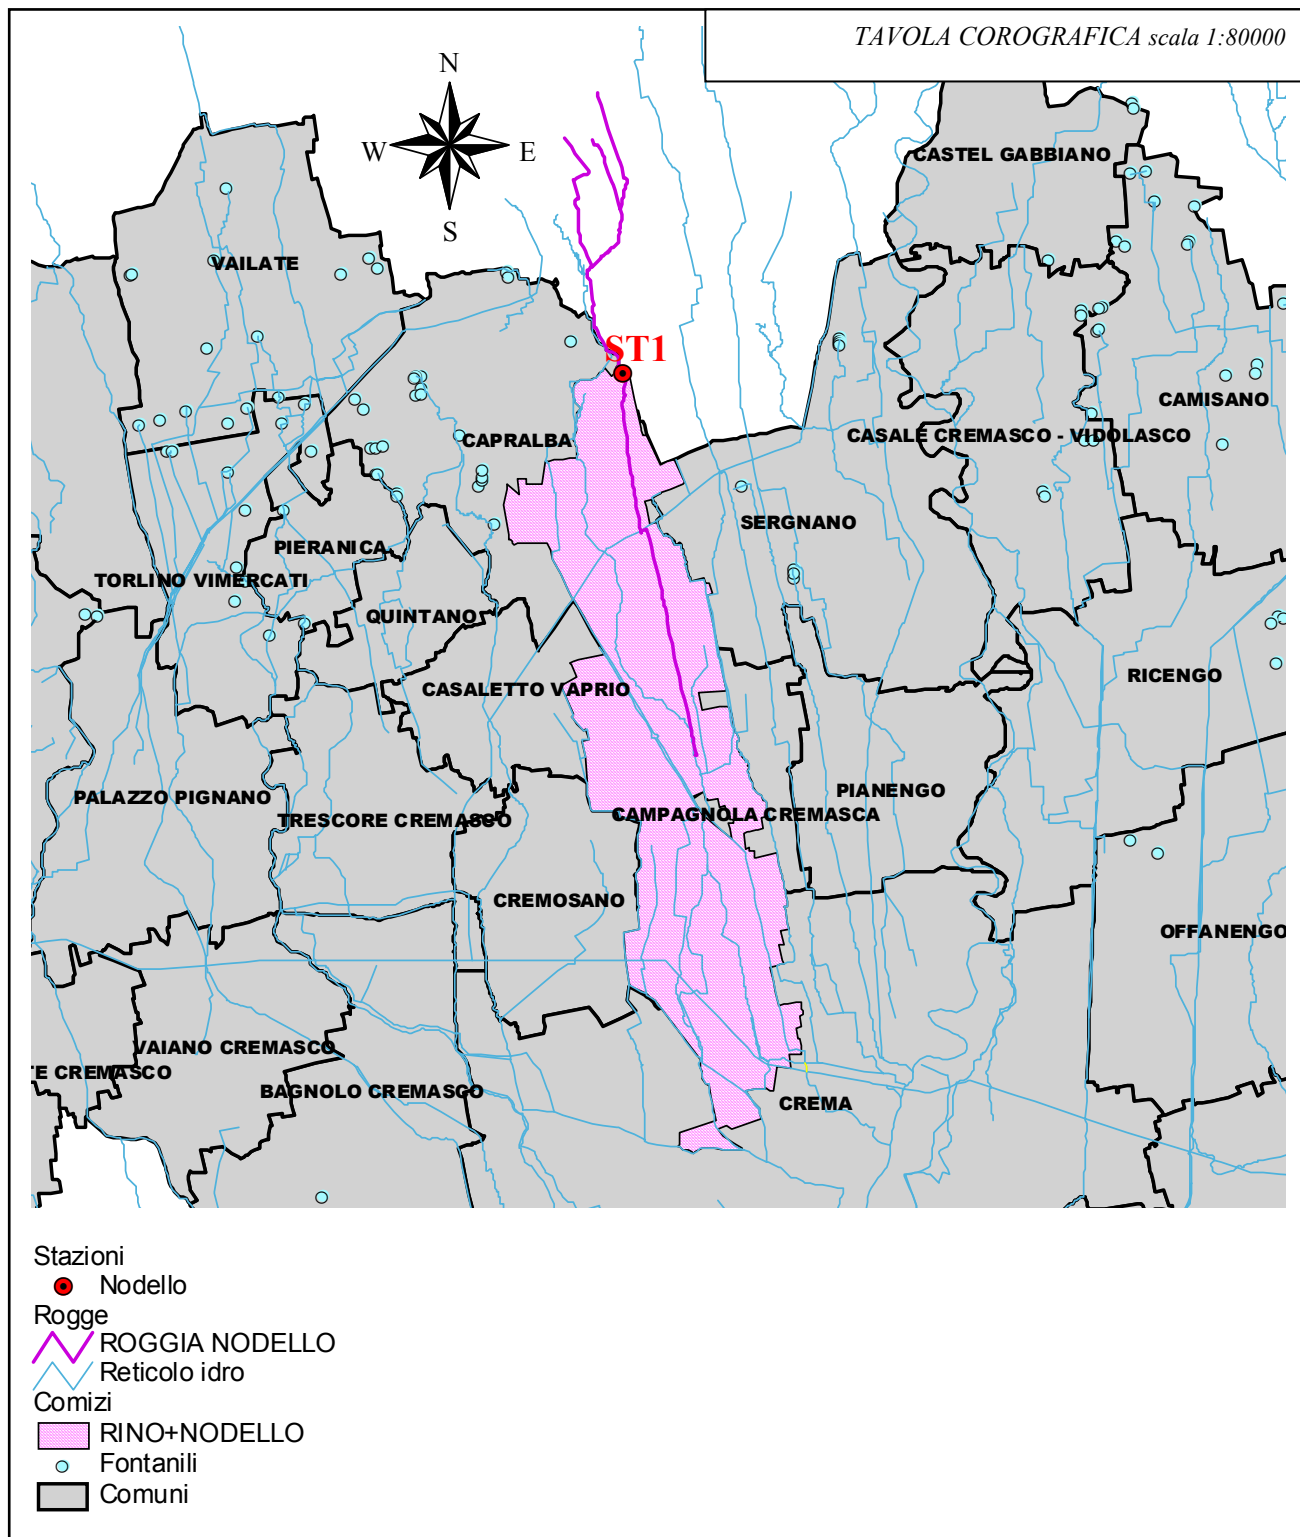 TAVOLA COROGRAFICA scala 1:80000
N
W
E
S
CASTEL GABBIANO
VAILATE
ST1
CAMISANO
CAPRALBA
CASALE CREMASCO - VIDOLASCO
SERGNANO
PIERANICA
TORLINO VIMERCATI
QUINTANO
RICENGO
CASALETTO VAPRIO
PALAZZO PIGNANO
PIANENGO
TRESCORE CREMASCO
CAMPAGNOLA CREMASCA
CREMOSANO
OFFANENGO
VAIANO CREMASCO
TE CREMASCO
BAGNOLO CREMASCO
CREMA
Stazioni
Nodello
Rogge
ROGGIA NODELLO
Reticolo idro
Comizi
RINO+NODELLO
Fontanili
Comuni